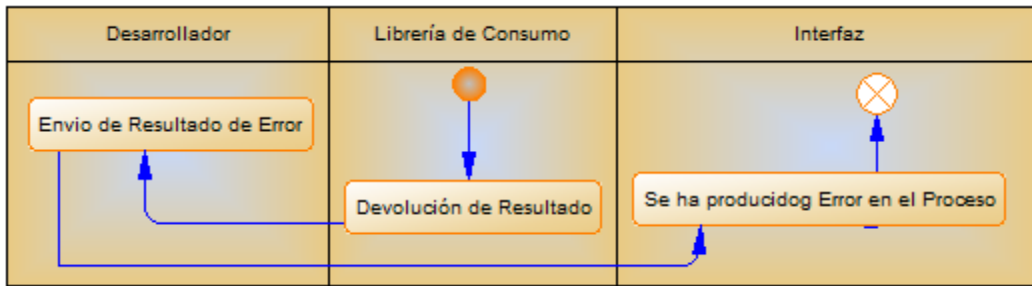 Desarrollador
Librería de Consumo
Interfaz
Envio de Resultado de Error
Devolución de Resultado
Se ha producidog Error en el Proceso